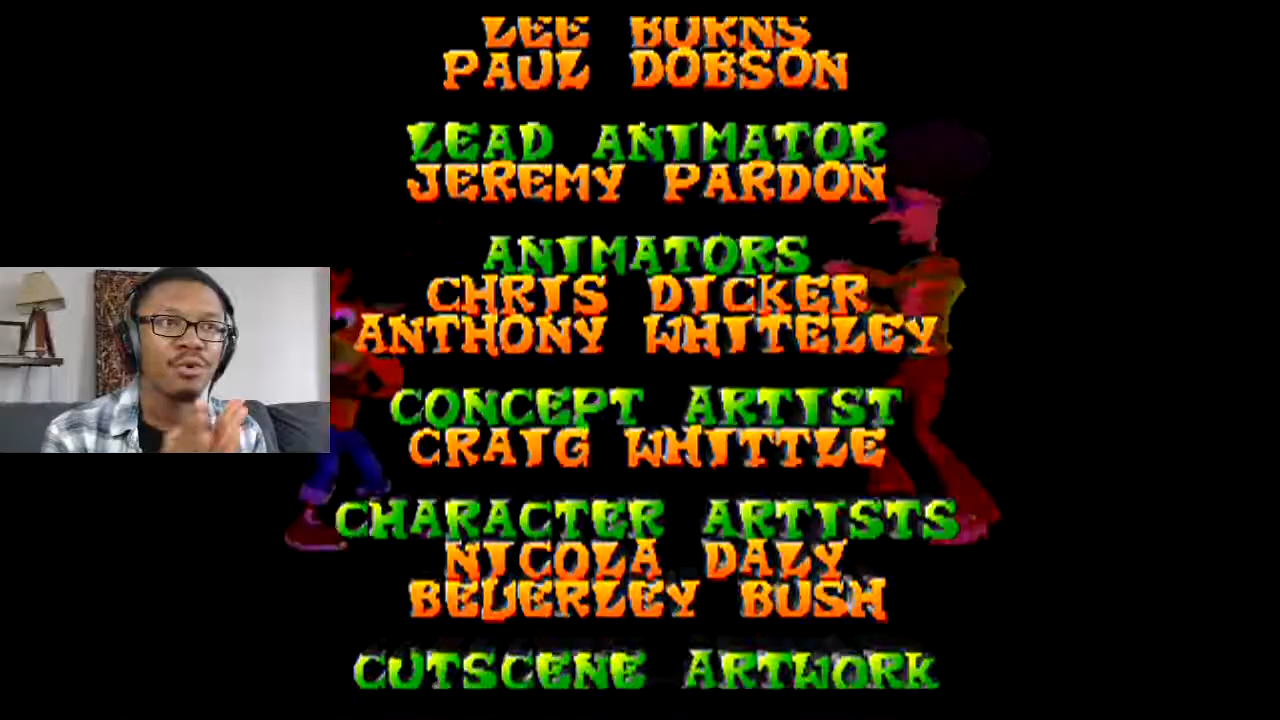 LEE BURNS
PAUL DOBSON
LEAD ANIMATOR
JEREMY PARDON
ANIMATORS
CHRIS DICKER
ANTHONY WHITELEY
CONCEPT ARTIST
CRAIG WHITTLE
CHARACTER ARTISTS
NICOLA DALY
BEVERLEY BUSH
CUTSCENE ARTWORK